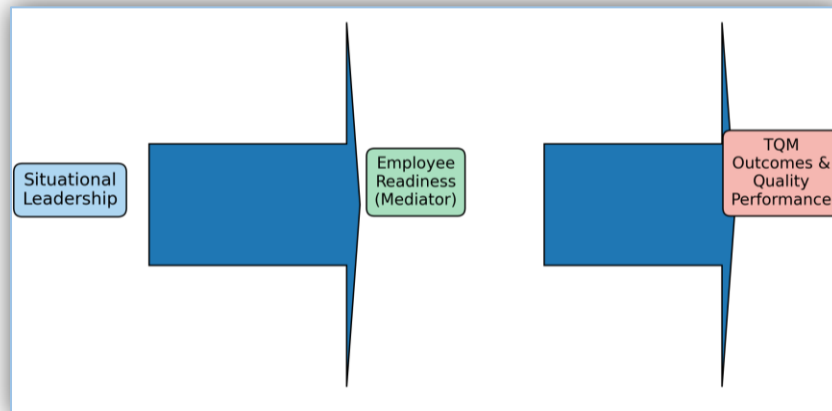 Situational
Leadership
Employee
Readiness
(Mediator)
TQM
Outcomes &
Quality
Performance